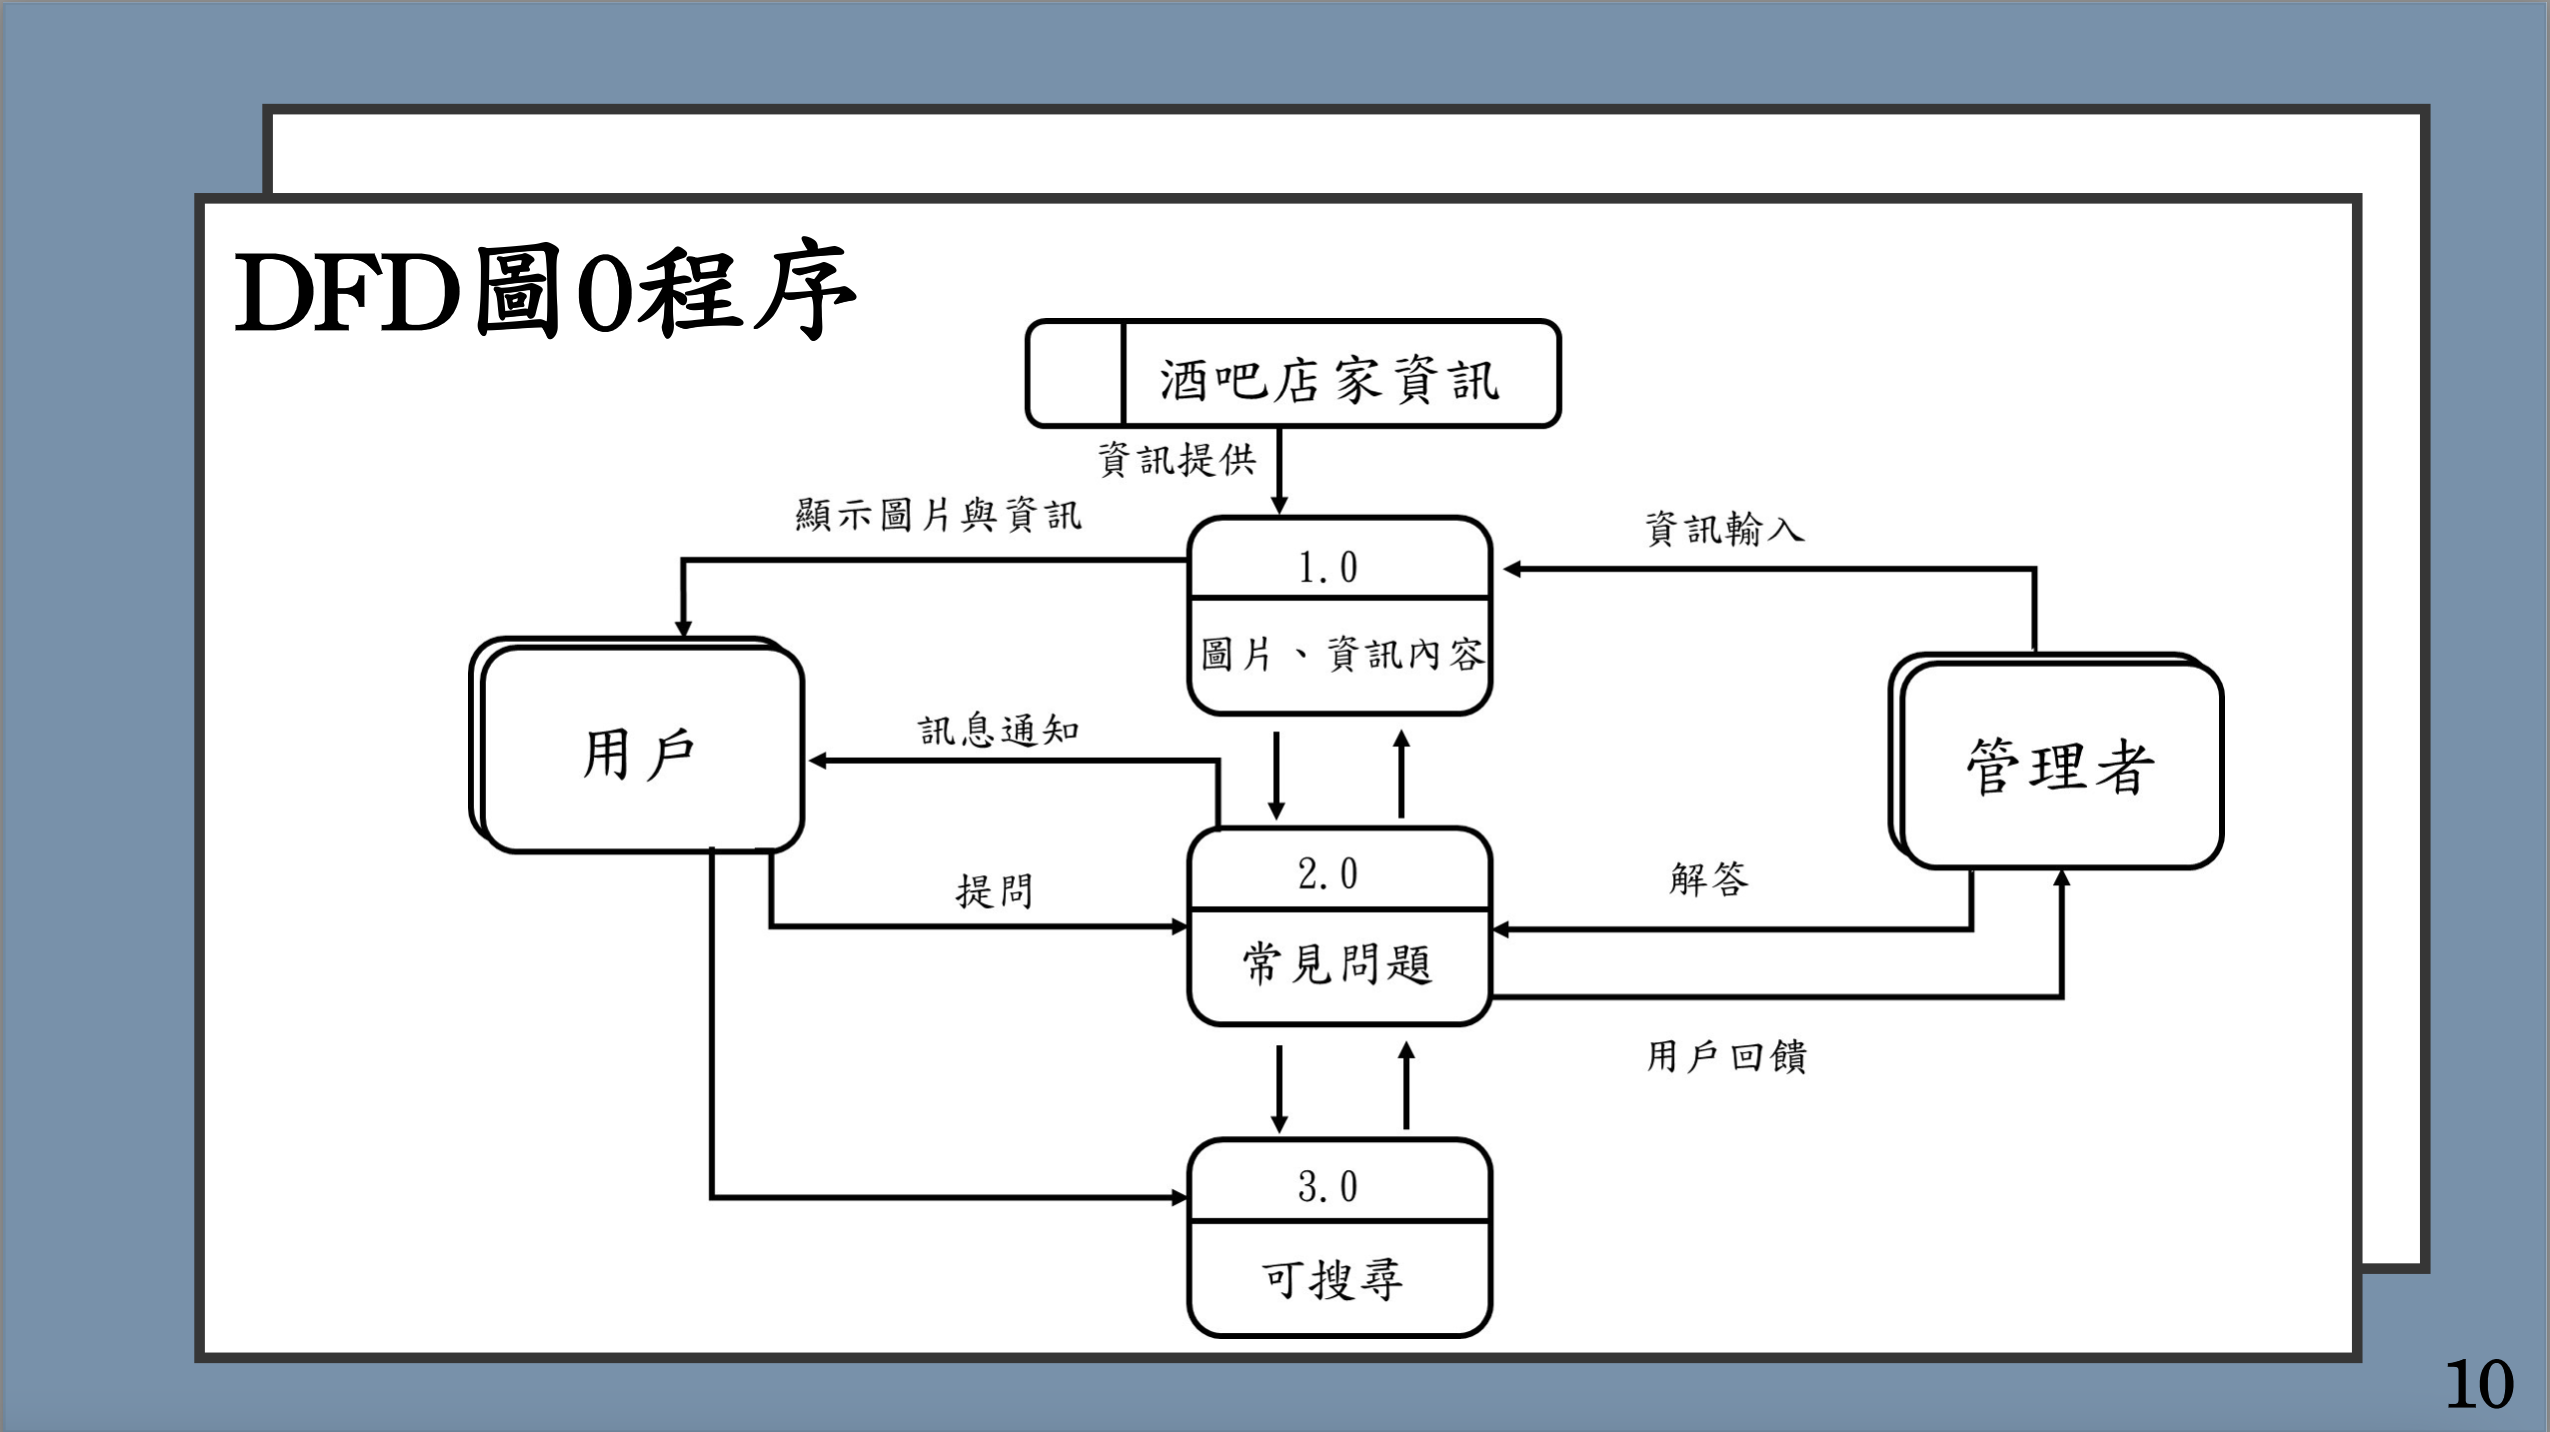 DFD圖0程序
酒吧店家資訊
資訊提供
顯示圖片與資訊
資訊輸入
1.0
圖片、資訊內容
用戶
訊息通知
管理者
提問
2.0
常見問題
解答
用戶回饋
3.0
可搜尋
10